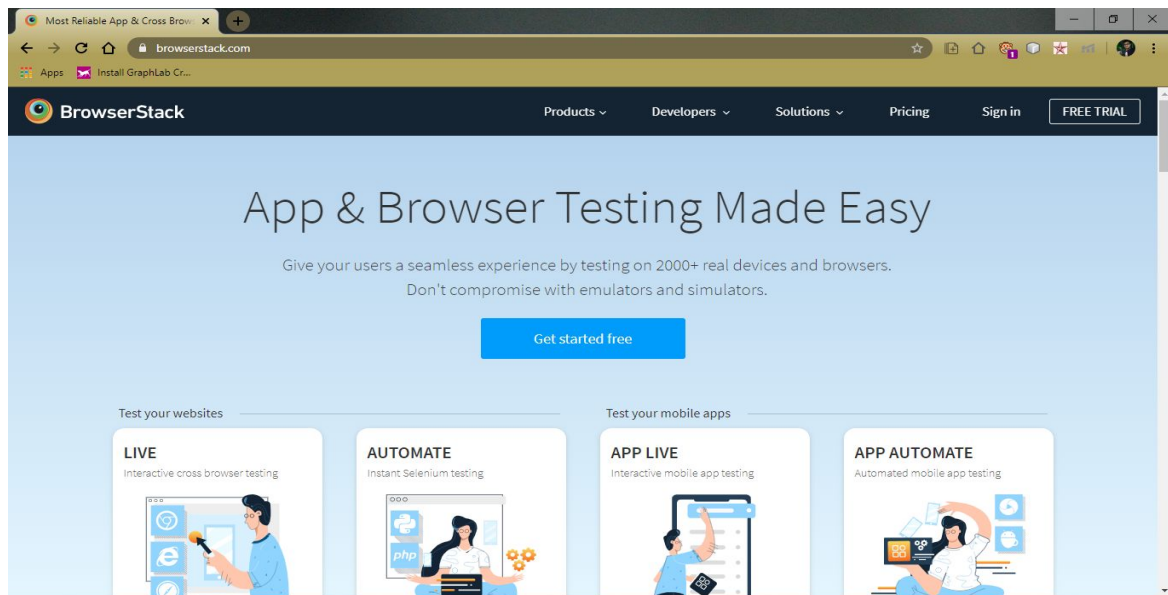 Most Reliable App & Cross Brow
browserstack.com
1
Apps Install GraphLab Cr...
BrowserStack Products Developers Solutions Pricing Sign in FREE TRIAL
App & Browser Testing Made Easy
Give your users a seamless experience by testing on 2000+ real devices and browsers.
Don't compromise with emulators and simulators.
Get started free
Test your websites
Test your mobile apps
LIVE
Interactive cross browser testing
AUTOMATE
Instant Selenium testing
php
APP LIVE
Interactive mobile app testing
APP AUTOMATE
Automated mobile app testing